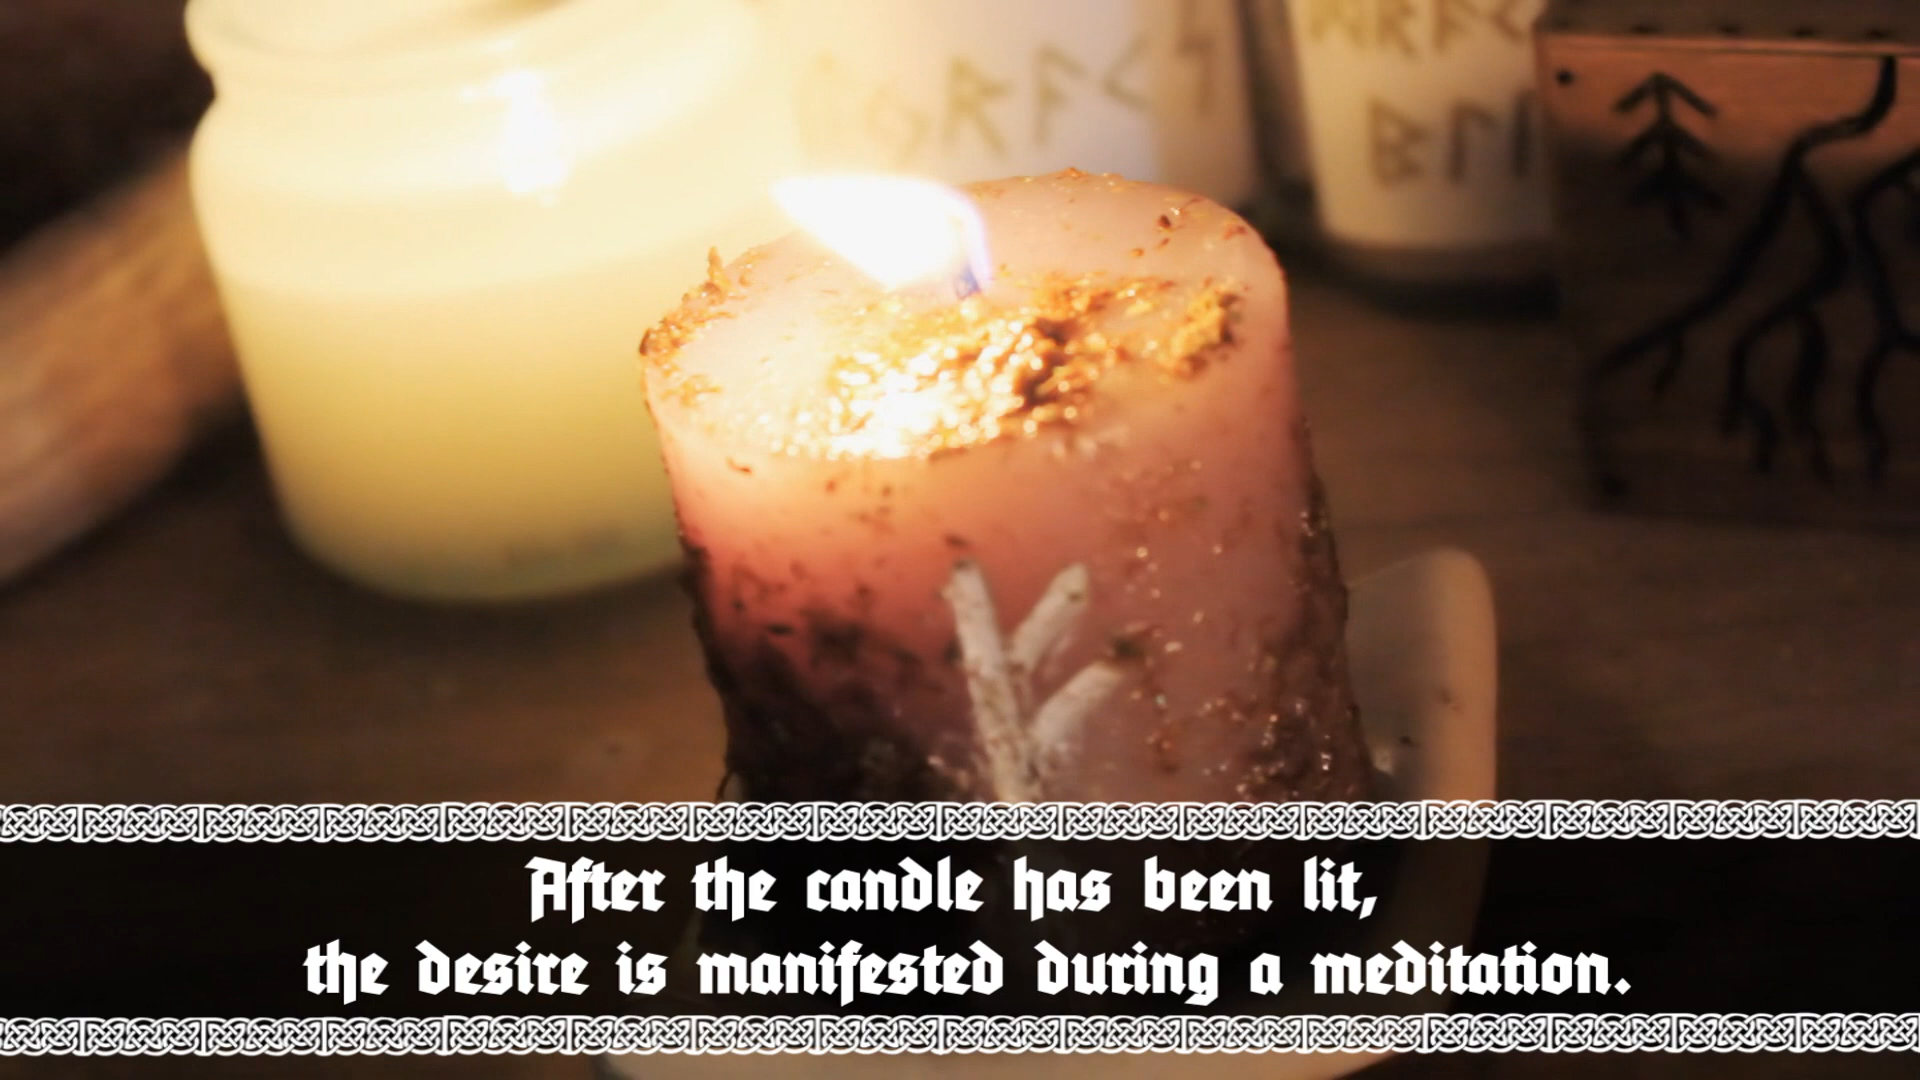 ᚠ
After the candle has been lit,
the desire is manifested during a meditation.